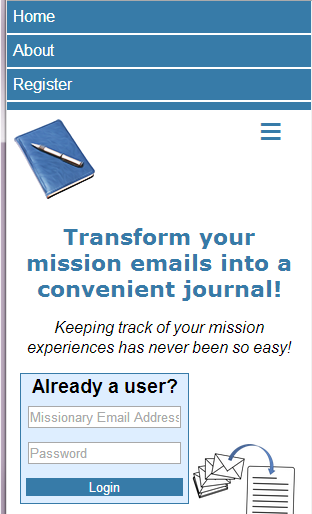 Home
About
Register
Transform your
mission emails into a
convenient journal!
Keeping track of your mission
experiences has never been so easy!
Already a user?
Missionary Email Address
Password
Login